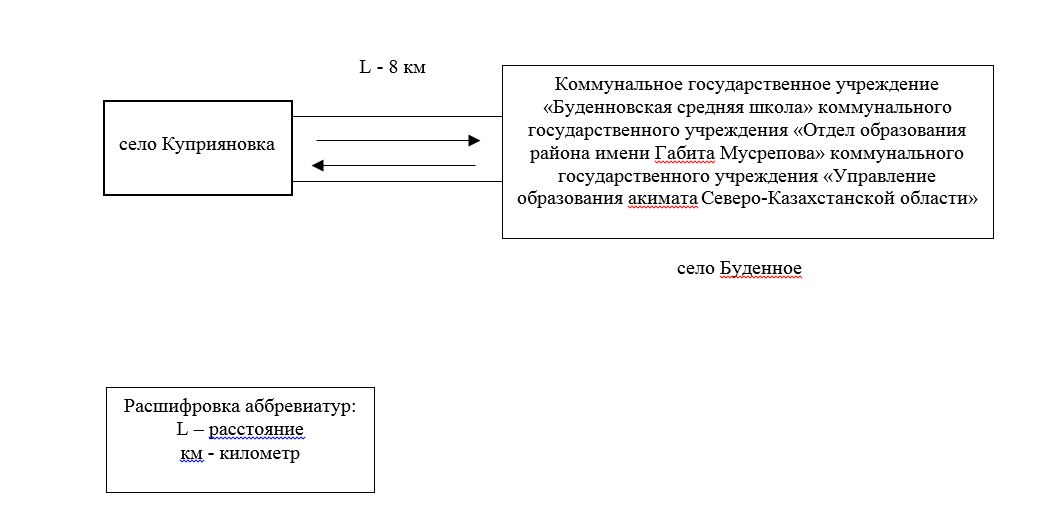 L - 8 км
село Куприяновка
Коммунальное государственное учреждение
«Буденновская средняя школа» коммунального
государственного учреждения «Отдел образования
района имени Габита Мусрепова» коммунального
государственного учреждения «Управление
образования акимата Северо-Казахстанской области»
село Буденное
Расшифровка аббревиатур:
L – расстояние
км - километр